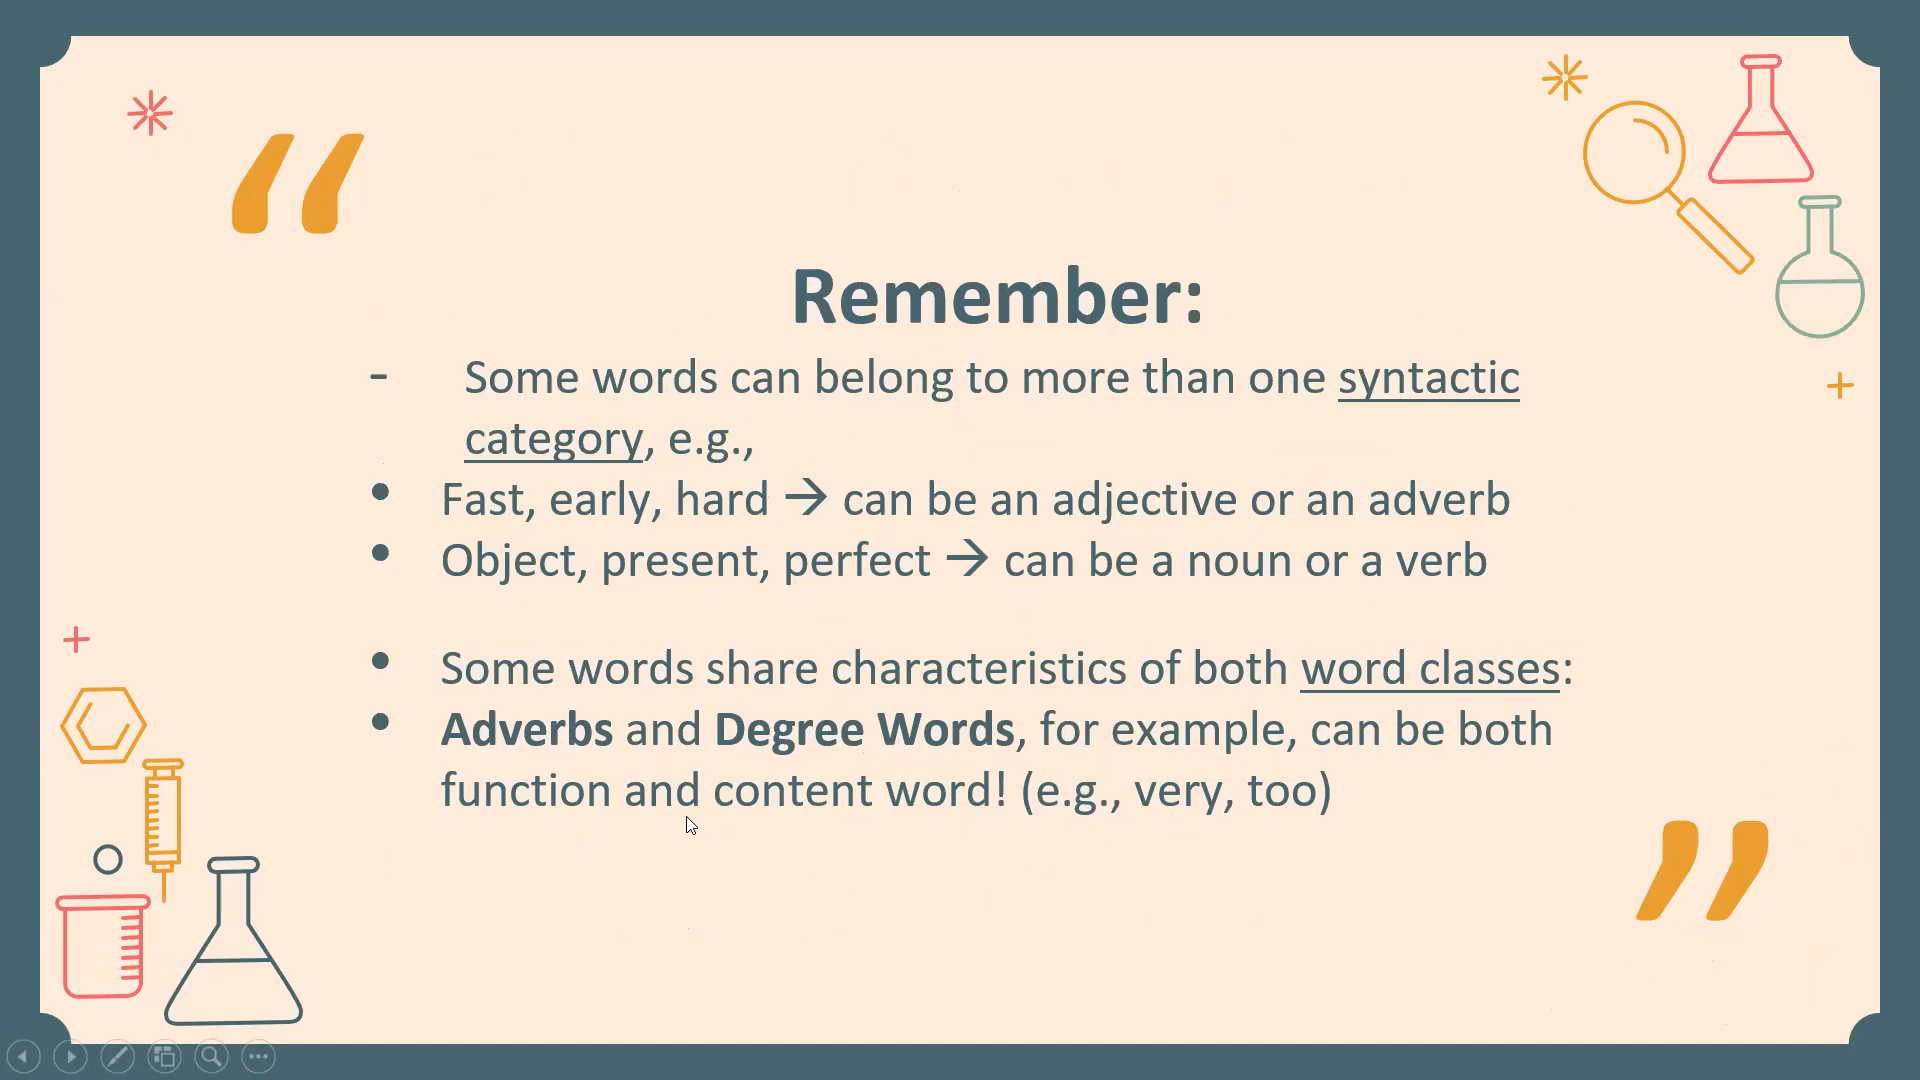 “
Remember:
- Some words can belong to more than one syntactic
category, e.g.,
• Fast, early, hard → can be an adjective or an adverb
• Object, present, perfect → can be a noun or a verb
• Some words share characteristics of both word classes:
• Adverbs and Degree Words, for example, can be both
function and content word! (e.g., very, too)
”